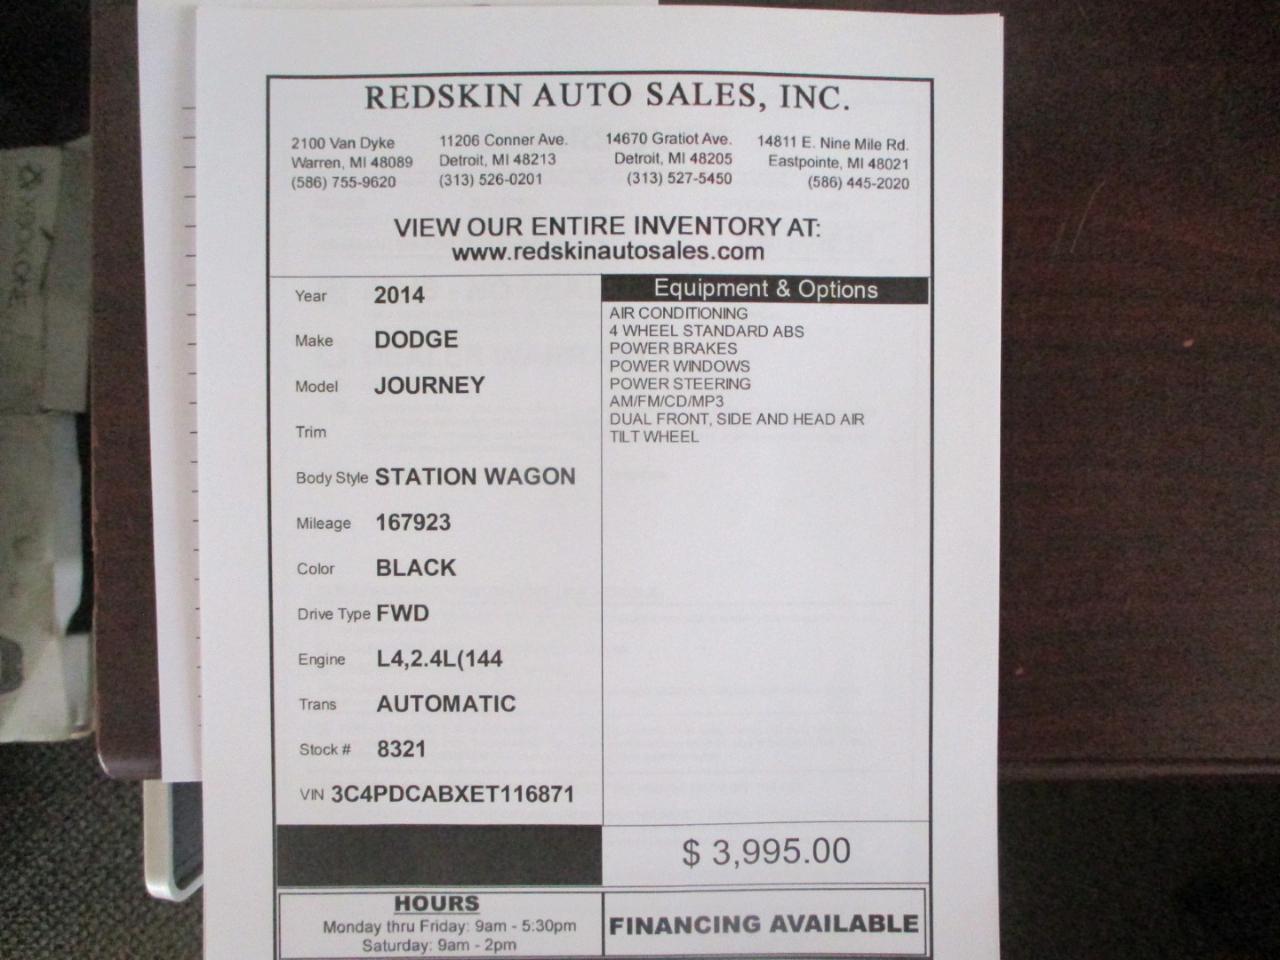 REDSKIN AUTO SALES, INC.
2100 Van Dyke
Warren, MI 48089
(586) 755-9620
11206 Conner Ave.
Detroit, MI 48213
(313) 526-0201
14670 Gratiot Ave.
Detroit, MI 48205
(313) 527-5450
14811 E. Nine Mile Rd.
Eastpointe, MI 48021
(586) 445-2020
VIEW OUR ENTIRE INVENTORY AT:
www.redskinautosales.com
Year 2014
Make DODGE
Model JOURNEY
Trim
Body Style STATION WAGON
Mileage 167923
Color BLACK
Drive Type FWD
Engine L4,2.4L(144
Trans AUTOMATIC
Stock # 8321
VIN 3C4PDCABXET116871
Equipment & Options
AIR CONDITIONING
4 WHEEL STANDARD ABS
POWER BRAKES
POWER WINDOWS
POWER STEERING
AM/FM/CD/MP3
DUAL FRONT, SIDE AND HEAD AIR
TILT WHEEL
$ 3,995.00
HOURS
Monday thru Friday: 9am - 5:30pm
Saturday: 9am - 2pm
FINANCING AVAILABLE